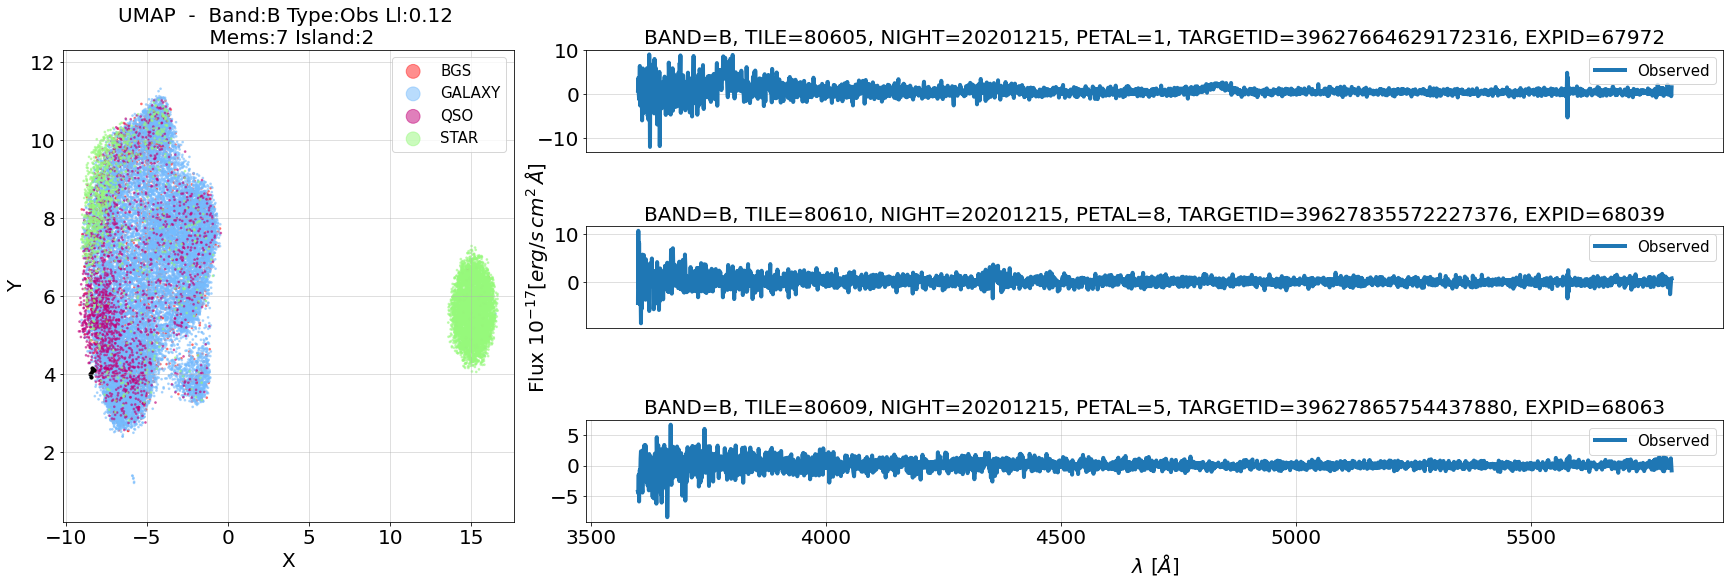 UMAP  -  Band:B Type:Obs Ll:0.12
Mems:7 Island:2
12
10
8
6
4
2
Y
−10
−5
0
5
10
15
X
BGS
GALAXY
QSO
STAR
Flux 10^{−17}[erg/s cm^2 Å]
BAND=B, TILE=80605, NIGHT=20201215, PETAL=1, TARGETID=39627664629172316, EXPID=67972
10
0
−10
Observed
BAND=B, TILE=80610, NIGHT=20201215, PETAL=8, TARGETID=39627835572227376, EXPID=68039
10
0
Observed
BAND=B, TILE=80609, NIGHT=20201215, PETAL=5, TARGETID=39627865754437880, EXPID=68063
5
0
−5
Observed
3500
4000
4500
5000
5500
λ [Å]